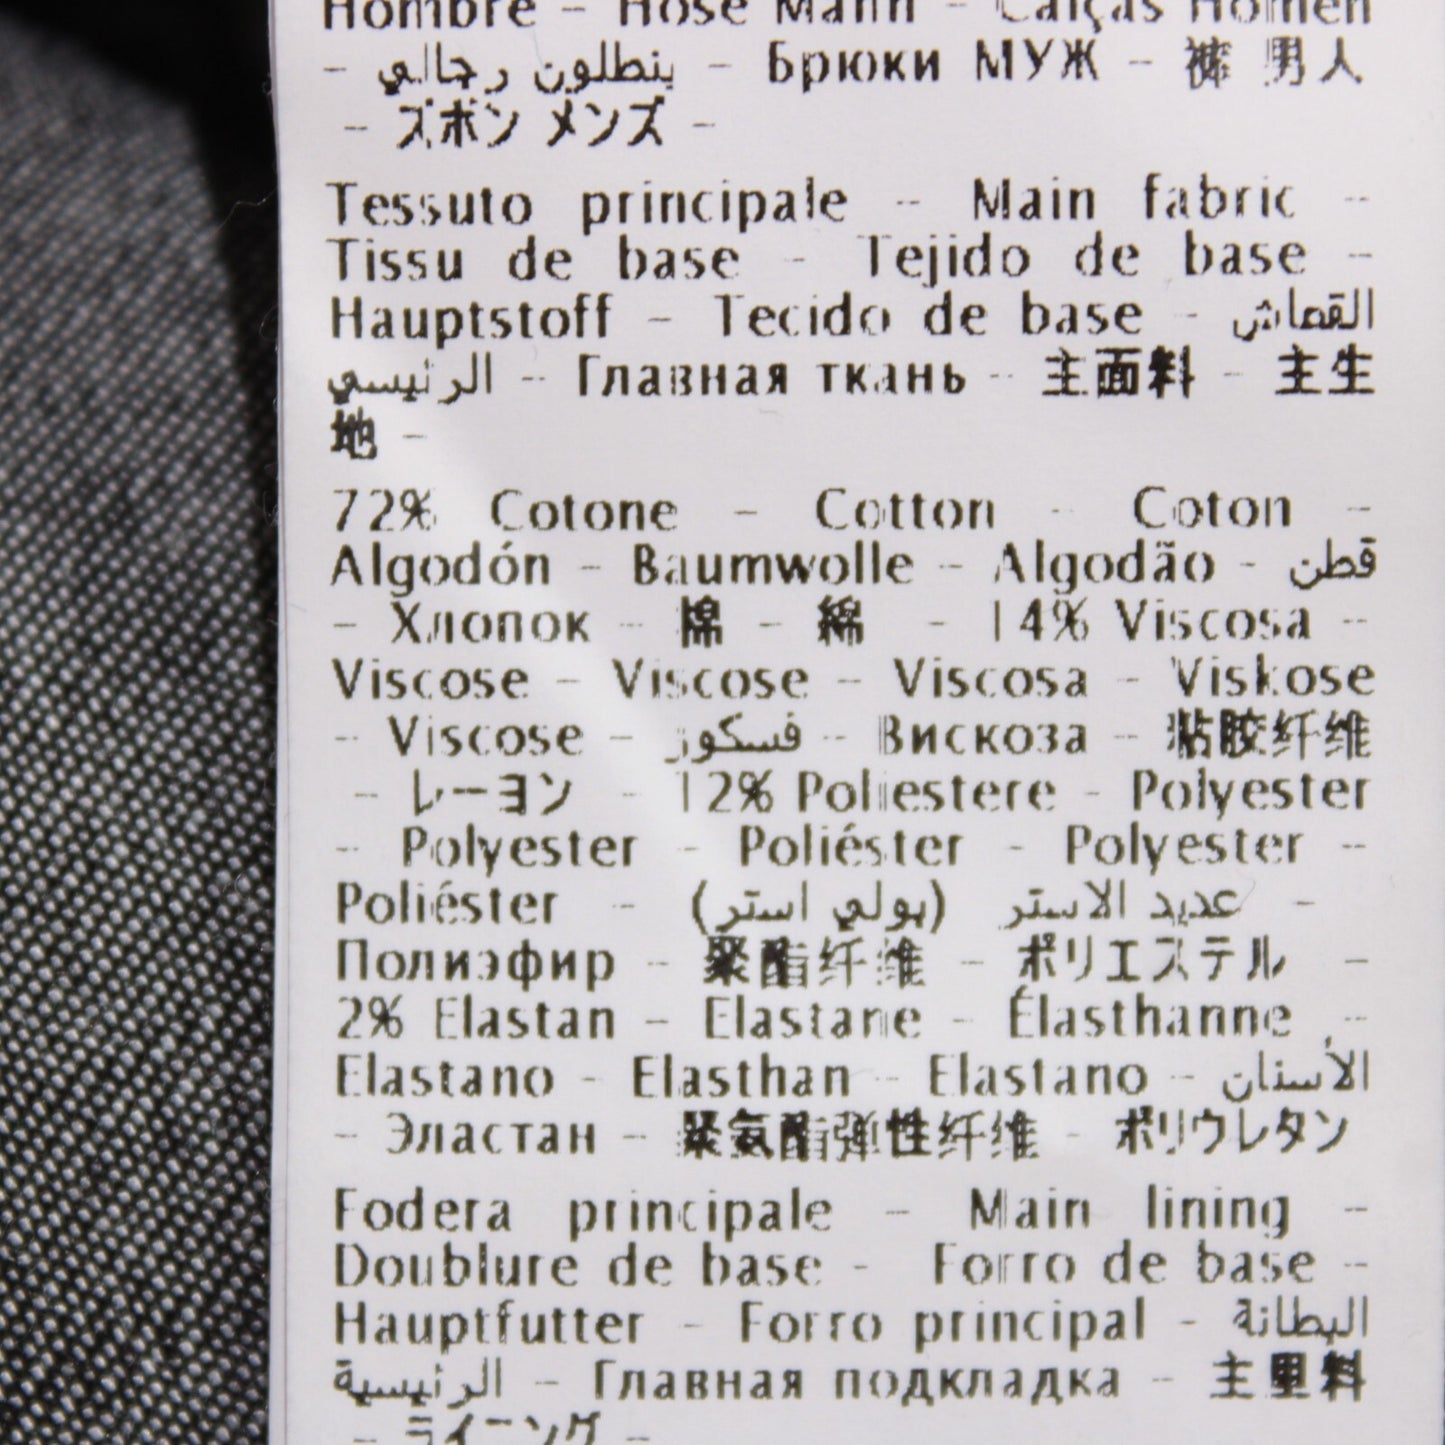 Hombre - Hose Mann - Calças Homen
- بنطلون رجالي - Брюки МУЖ - 裤 男人
- ズボン メンズ -
Tessuto principale - Main fabric -
Tissu de base - Tejido de base -
Hauptstoff - Tecido de base - القماش
الرئيسي - Главная ткань - 主面料 - 主生
地 -
72% Cotone - Cotton - Coton -
Algodón - Baumwolle - Algodão - قطن
- Хлопок - 棉 - 綿 - 14% Viscosa -
Viscose - Viscose - Viscosa - Viskose
- Viscose - فسكوز - Вискоза - 粘胶纤维
- レーヨン - 12% Poliestere - Polyester
- Polyester - Poliéster - Polyester -
Poliéster - عديد الاستر (بولي استر) -
Полиэфир - 聚酯纤维 - ポリエステル -
2% Elastan - Elastane - Élasthanne -
Elastano - Elasthan - Elastano - الأستان
- Эластан - 聚氨酯弹性纤维 - ポリウレタン
Fodera principale - Main lining -
Doublure de base - Forro de base -
Hauptfutter - Forro principal - البطانة
الرئيسية - Главная подкладка - 主里料
- ライニング -